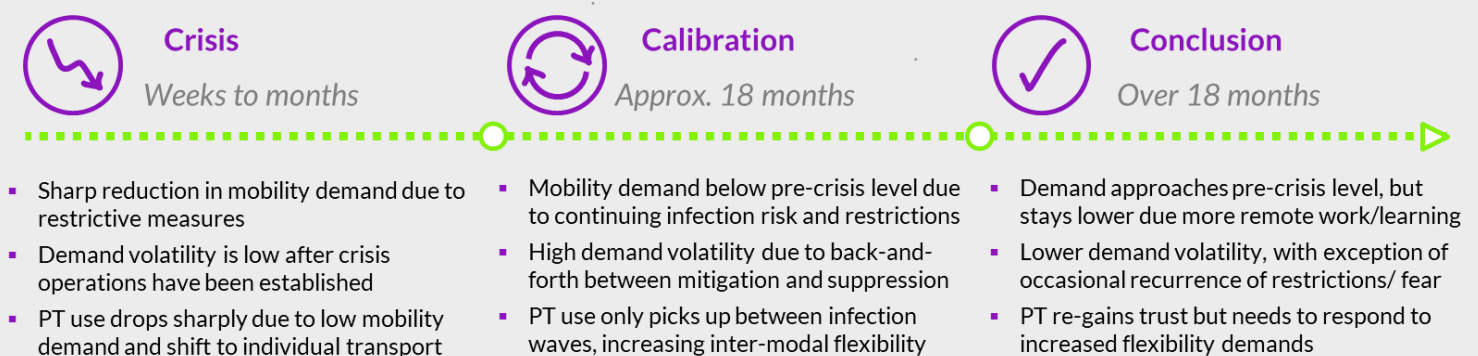 Crisis
Weeks to months
Sharp reduction in mobility demand due to
restrictive measures
Demand volatility is low after crisis
operations have been established
PT use drops sharply due to low mobility
demand and shift to individual transport
Calibration
Approx. 18 months
Mobility demand below pre-crisis level due
to continuing infection risk and restrictions
High demand volatility due to back-and-
forth between mitigation and suppression
PT use only picks up between infection
waves, increasing inter-modal flexibility
Conclusion
Over 18 months
Demand approaches pre-crisis level, but
stays lower due more remote work/learning
Lower demand volatility, with exception of
occasional recurrence of restrictions/ fear
PT re-gains trust but needs to respond to
increased flexibility demands